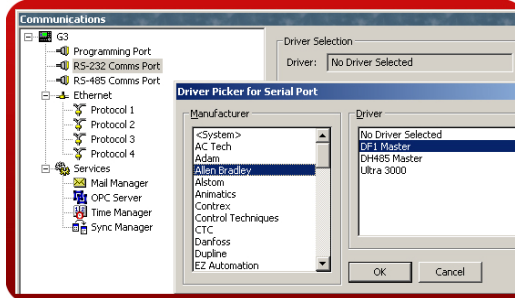 Communications
G3
Programming Port
RS-232 Comms Port
RS-485 Comms Port
Ethernet
Protocol 1
Protocol 2
Protocol 3
Protocol 4
Services
Mail Manager
OPC Server
Time Manager
Sync Manager
Driver Selection
Driver: No Driver Selected
Driver Picker for Serial Port
Manufacturer
<System>
AC Tech
Adam
Allen Bradley
Alstom
Animatics
Contrex
Control Techniques
CTC
Danfoss
Dupline
EZ Automation
Driver
No Driver Selected
DF1 Master
DH485 Master
Ultra 3000
OK Cancel